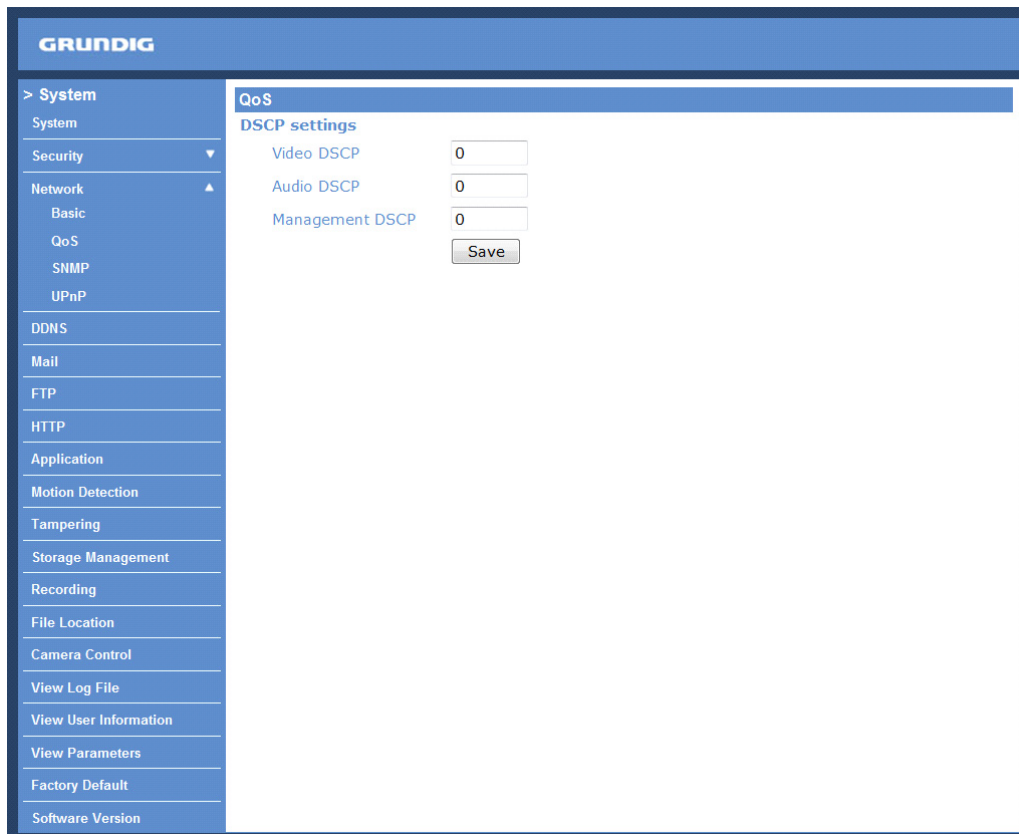 GRUNDIG
> System
System
Security
Network
Basic
QoS
SNMP
UPnP
DDNS
Mail
FTP
HTTP
Application
Motion Detection
Tampering
Storage Management
Recording
File Location
Camera Control
View Log File
View User Information
View Parameters
Factory Default
Software Version
QoS
DSCP settings
Video DSCP 0
Audio DSCP 0
Management DSCP 0
Save